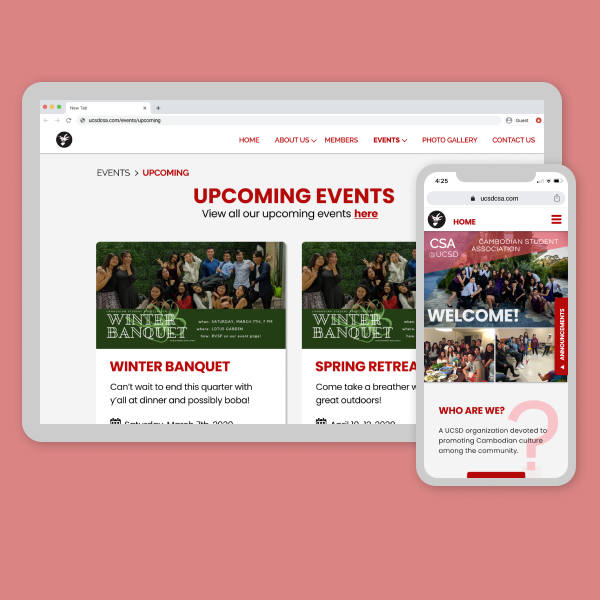 New Tab
ucsdcsa.com/events/upcoming
Guest
HOME ABOUT US MEMBERS EVENTS PHOTO GALLERY CONTACT US
EVENTS > UPCOMING
UPCOMING EVENTS
View all our upcoming events here
WINTER BANQUET
when: SATURDAY, MARCH 7TH, 7 PM
where: LOTUS GARDEN
how: RVSP on our event page!
WINTER BANQUET
when:
where:
how:
WINTER BANQUET
Can't wait to end this quarter with
y'all at dinner and possibly boba!
Saturday, March 7th, 2020
SPRING RETREA
Come take a breather w
great outdoors!
April 10-12, 2020
4:25
ucsdcsa.com
HOME
CSA
@UCSD
CAMBODIAN STUDENT
ASSOCIATION
WELCOME!
ANNOUNCEMENTS
WHO ARE WE?
?
A UCSD organization devoted to
promoting Cambodian culture
among the community.